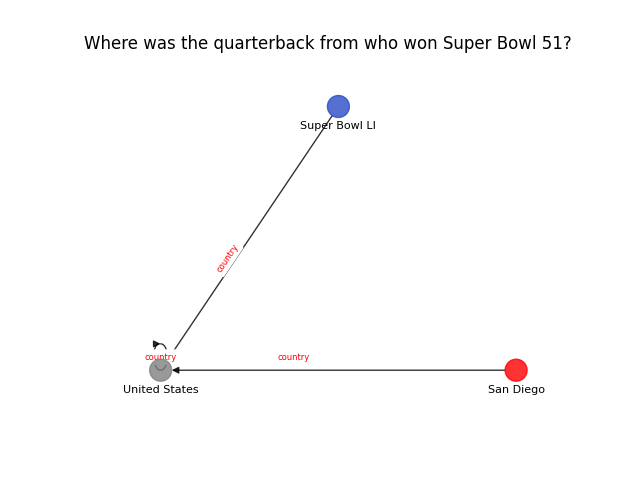 Where was the quarterback from who won Super Bowl 51?
Super Bowl LI
country
country
country
United States
San Diego